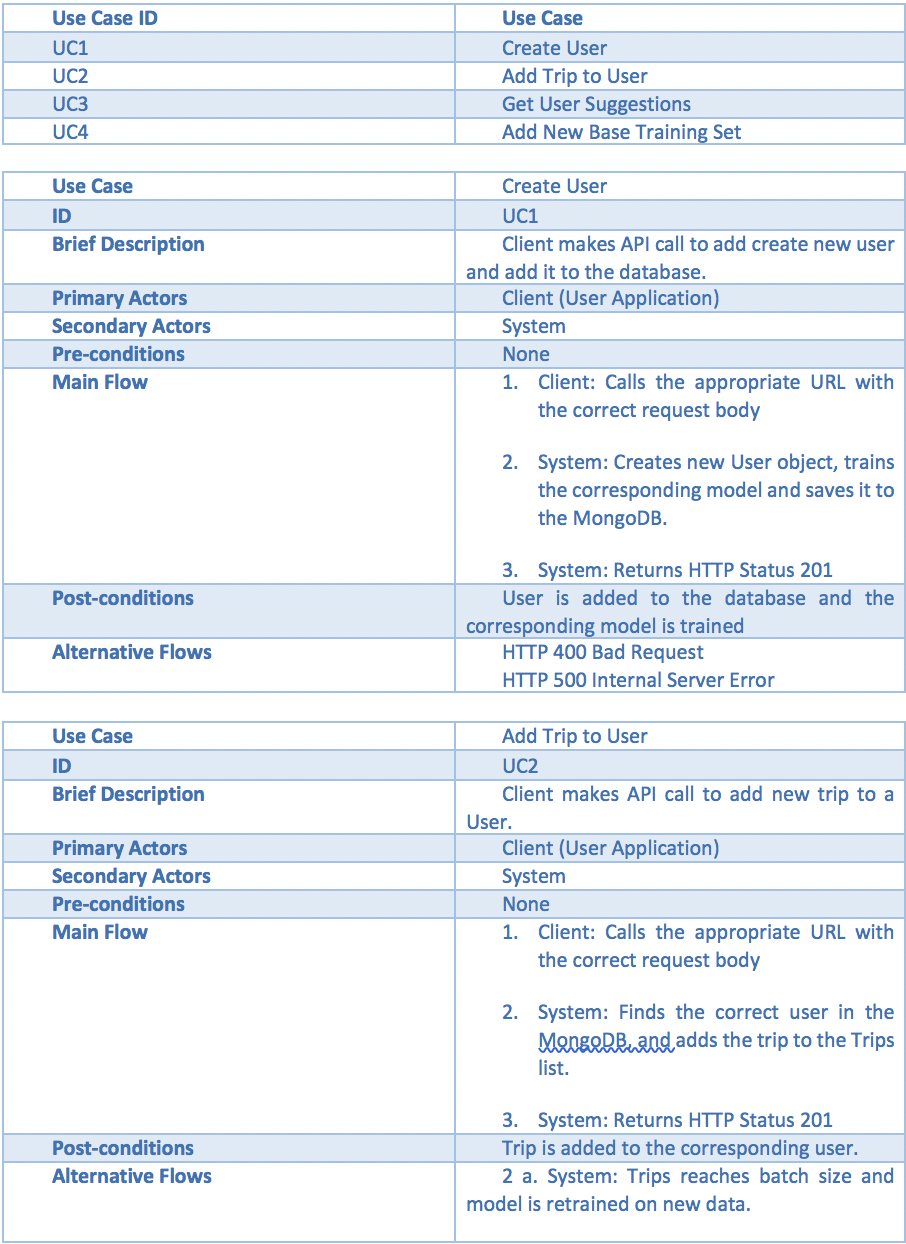 Use Case ID Use Case
UC1 Create User
UC2 Add Trip to User
UC3 Get User Suggestions
UC4 Add New Base Training Set
Use Case Create User
ID UC1
Brief Description Client makes API call to add create new user
and add it to the database.
Primary Actors Client (User Application)
Secondary Actors System
Pre-conditions None
Main Flow 1. Client: Calls the appropriate URL with
the correct request body
2. System: Creates new User object, trains
the corresponding model and saves it to
the MongoDB.
3. System: Returns HTTP Status 201
Post-conditions User is added to the database and the
corresponding model is trained
Alternative Flows HTTP 400 Bad Request
HTTP 500 Internal Server Error
Use Case Add Trip to User
ID UC2
Brief Description Client makes API call to add new trip to a
User.
Primary Actors Client (User Application)
Secondary Actors System
Pre-conditions None
Main Flow 1. Client: Calls the appropriate URL with
the correct request body
2. System: Finds the correct user in the
MongoDB, and adds the trip to the Trips
list.
3. System: Returns HTTP Status 201
Post-conditions Trip is added to the corresponding user.
Alternative Flows 2 a. System: Trips reaches batch size and
model is retrained on new data.